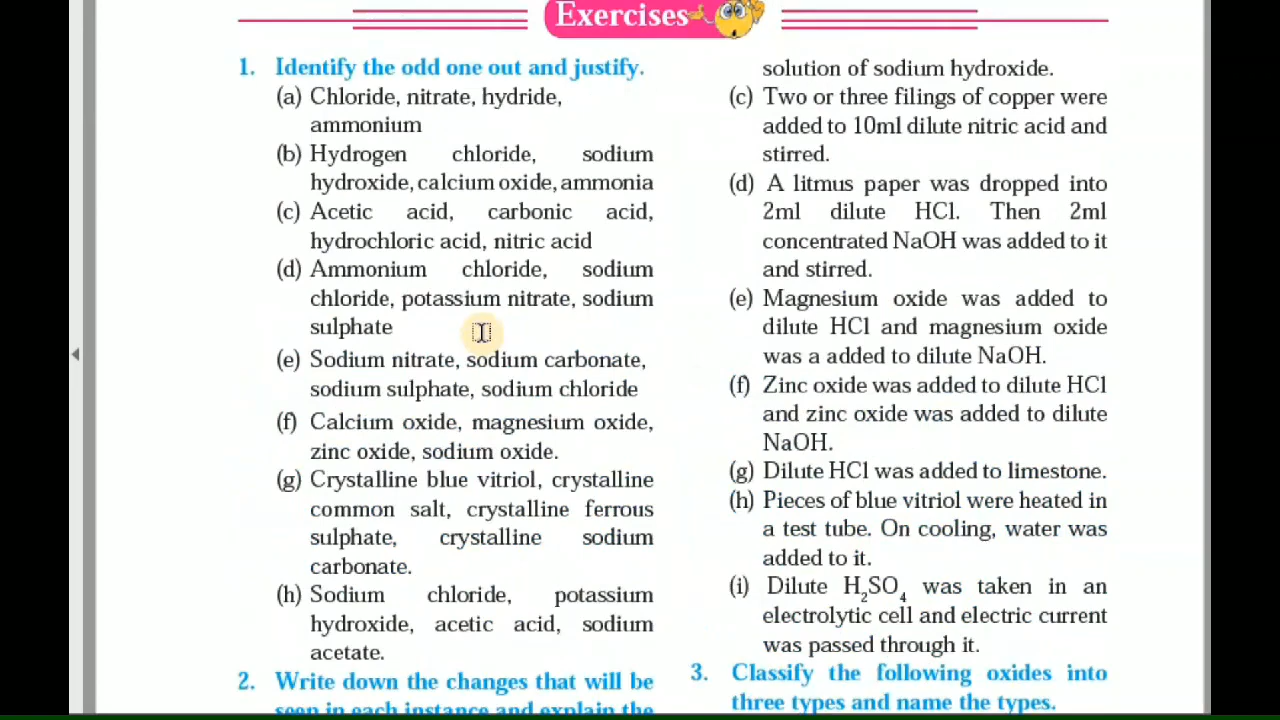 Exercises
1. Identify the odd one out and justify.
(a) Chloride, nitrate, hydride,
ammonium
(b) Hydrogen chloride, sodium
hydroxide, calcium oxide, ammonia
(c) Acetic acid, carbonic acid,
hydrochloric acid, nitric acid
(d) Ammonium chloride, sodium
chloride, potassium nitrate, sodium
sulphate
(e) Sodium nitrate, sodium carbonate,
sodium sulphate, sodium chloride
(f) Calcium oxide, magnesium oxide,
zinc oxide, sodium oxide.
(g) Crystalline blue vitriol, crystalline
common salt, crystalline ferrous
sulphate, crystalline sodium
carbonate.
(h) Sodium chloride, potassium
hydroxide, acetic acid, sodium
acetate.
2. Write down the changes that will be
seen in each instance and explain the
solution of sodium hydroxide.
(c) Two or three filings of copper were
added to 10ml dilute nitric acid and
stirred.
(d) A litmus paper was dropped into
2ml dilute HCl. Then 2ml
concentrated NaOH was added to it
and stirred.
(e) Magnesium oxide was added to
dilute HCl and magnesium oxide
was a added to dilute NaOH.
(f) Zinc oxide was added to dilute HCl
and zinc oxide was added to dilute
NaOH.
(g) Dilute HCl was added to limestone.
(h) Pieces of blue vitriol were heated in
a test tube. On cooling, water was
added to it.
(i) Dilute H₂SO₄ was taken in an
electrolytic cell and electric current
was passed through it.
3. Classify the following oxides into
three types and name the types.